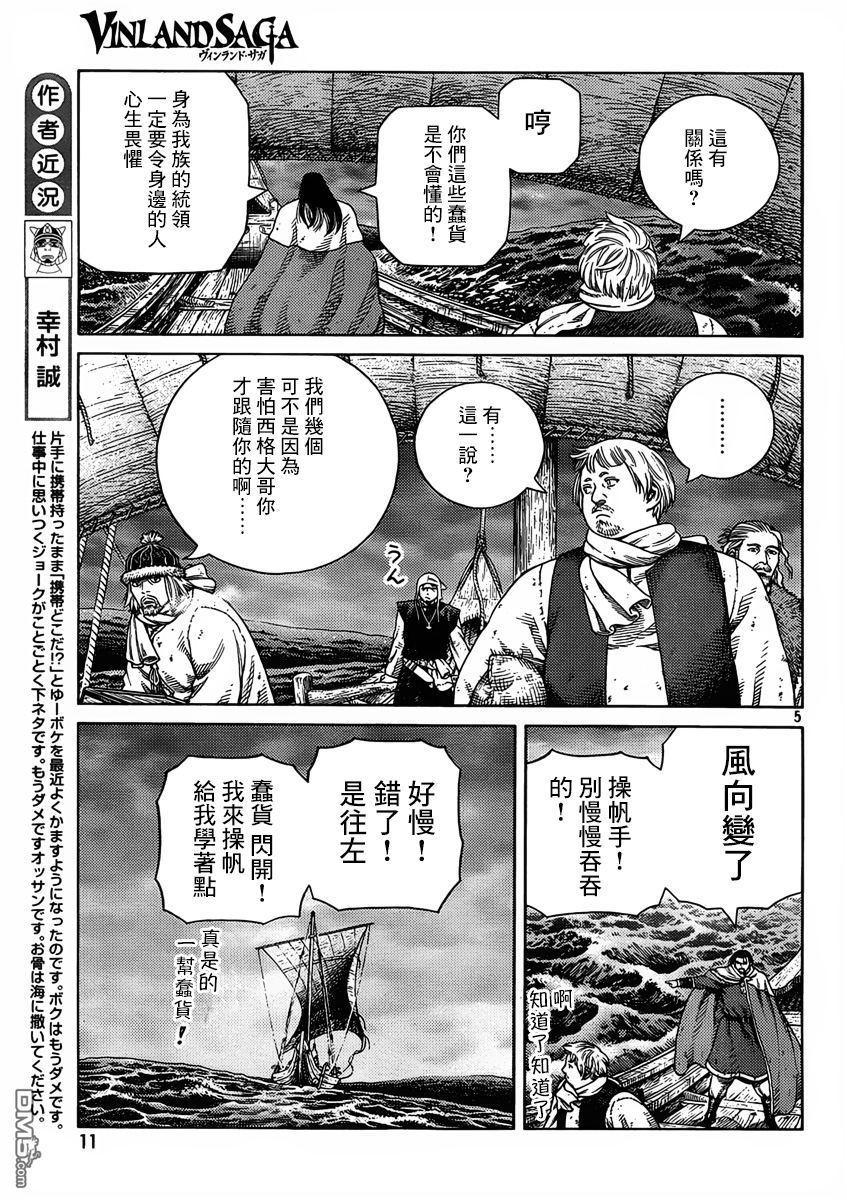 VINLAND SAGA
ヴィンランド・サガ
這有
關係嗎?
哼
你們這些蠢貨
是不會懂的!
身為我族的統領
一定要令身邊的人
心生畏懼
………
有……
這一說?
我們幾個
可不是因為
害怕西格大哥你
才跟隨你的啊……
うん
5
風向變了
操帆手!
別慢慢吞吞
的!
啊
知道了知道了
好慢!
錯了!
是往左
蠢貨 閃開!
我來操帆
給我學著點
真是的
一幫蠢貨!
作者近況
幸村誠
片手に携帯持ったまま「携帯どこだ!?」とゆーボケを最近よくかますようになったのです。ボクはもうダメです。
仕事中に思いつくジョークがことごとく下ネタです。もうダメですオッサンです。お骨は海に撒いてください。
11
DM5.com